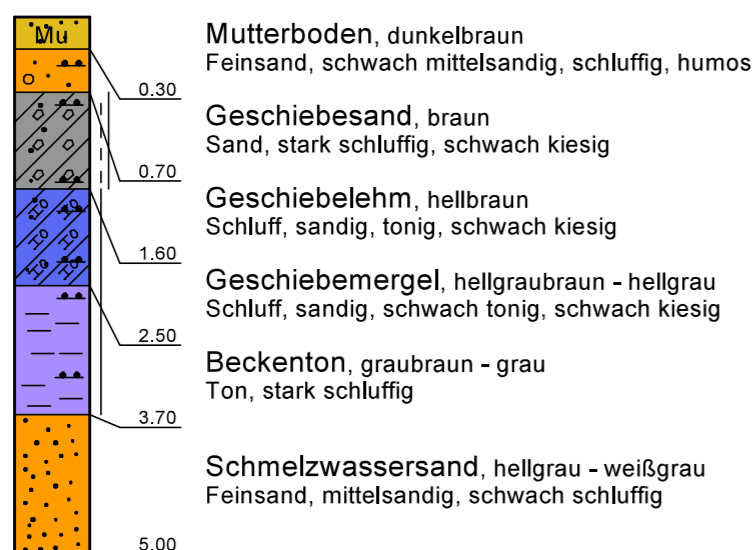 Mu
Mutterboden, dunkelbraun
Feinsand, schwach mittelsandig, schluffig, humos
0.30
Geschiebesand, braun
Sand, stark schluffig, schwach kiesig
0.70
Geschiebelehm, hellbraun
Schluff, sandig, tonig, schwach kiesig
1.60
Geschiebemergel, hellgraubraun - hellgrau
Schluff, sandig, schwach tonig, schwach kiesig
2.50
Beckenton, graubraun - grau
Ton, stark schluffig
3.70
Schmelzwassersand, hellgrau - weißgrau
Feinsand, mittelsandig, schwach schluffig
5.00